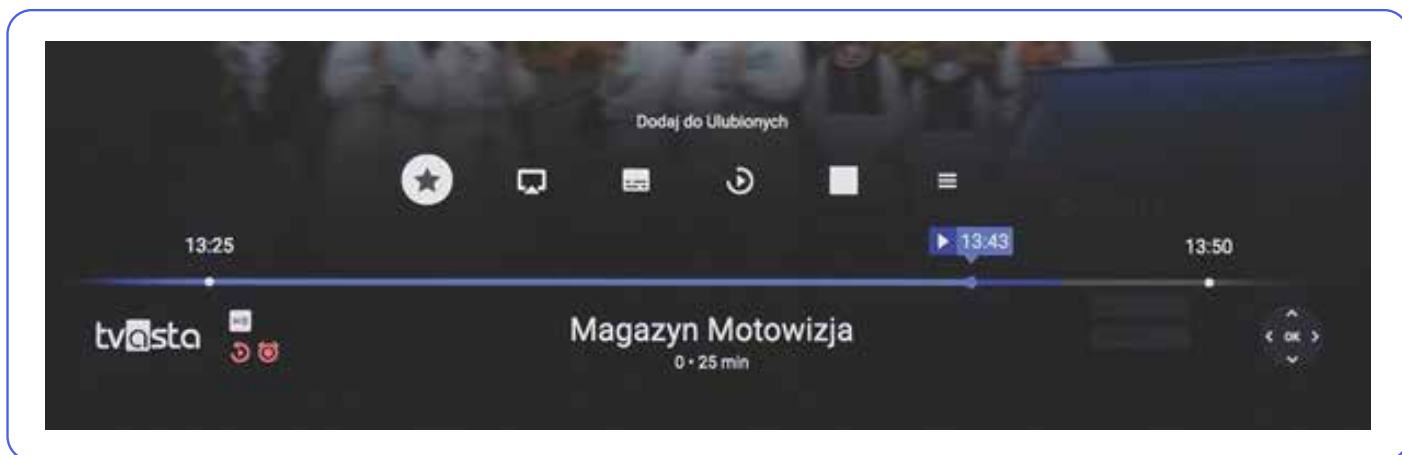 Dodaj do Ulubionych
13:25
13:43
13:50
tvasta
HD
Magazyn Motowizja
0 • 25 min
OK